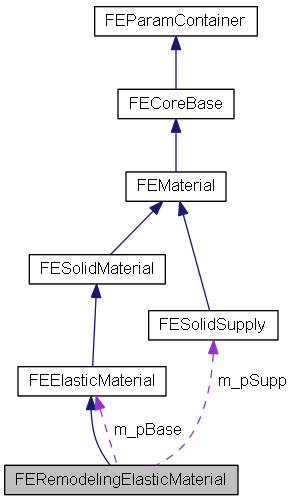 FEParamContainer
FECoreBase
FEMaterial
FESolidMaterial
FESolidSupply
FEElasticMaterial
m_pSupp
m_pBase
FERemodelingElasticMaterial